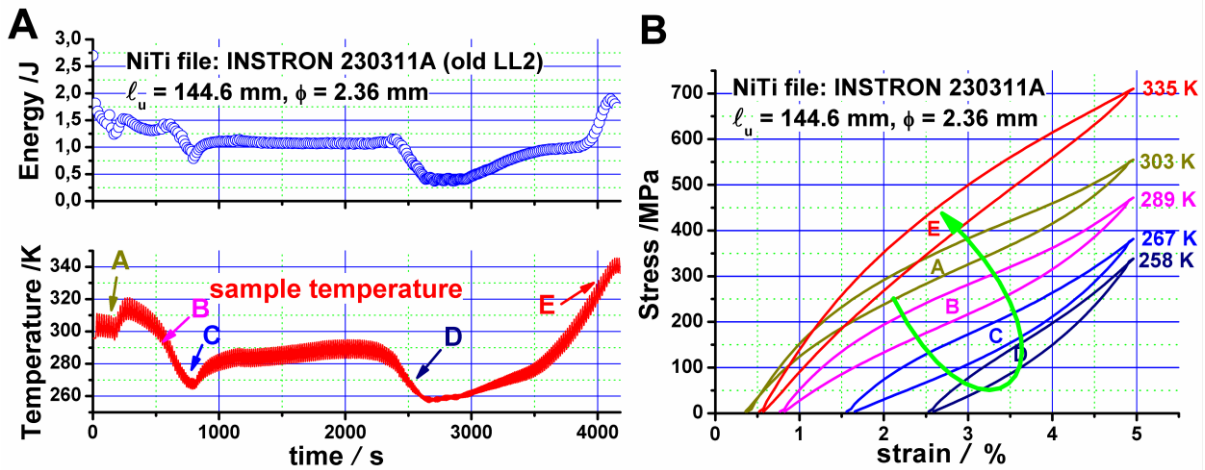 A
3,0
2,5
2,0
1,5
1,0
0,5
0,0
Energy /J
NiTi file: INSTRON 230311A (old LL2)
ℓu = 144.6 mm, ϕ = 2.36 mm
340
320
300
280
260
Temperature /K
A
B
C
sample temperature
D
E
0 1000 2000 3000 4000
time / s
B
700
600
500
400
300
200
100
0
Stress /MPa
NiTi file: INSTRON 230311A
ℓu = 144.6 mm, ϕ = 2.36 mm
335 K
303 K
289 K
267 K
258 K
E
A
B
C
D
0 1 2 3 4 5
strain / %